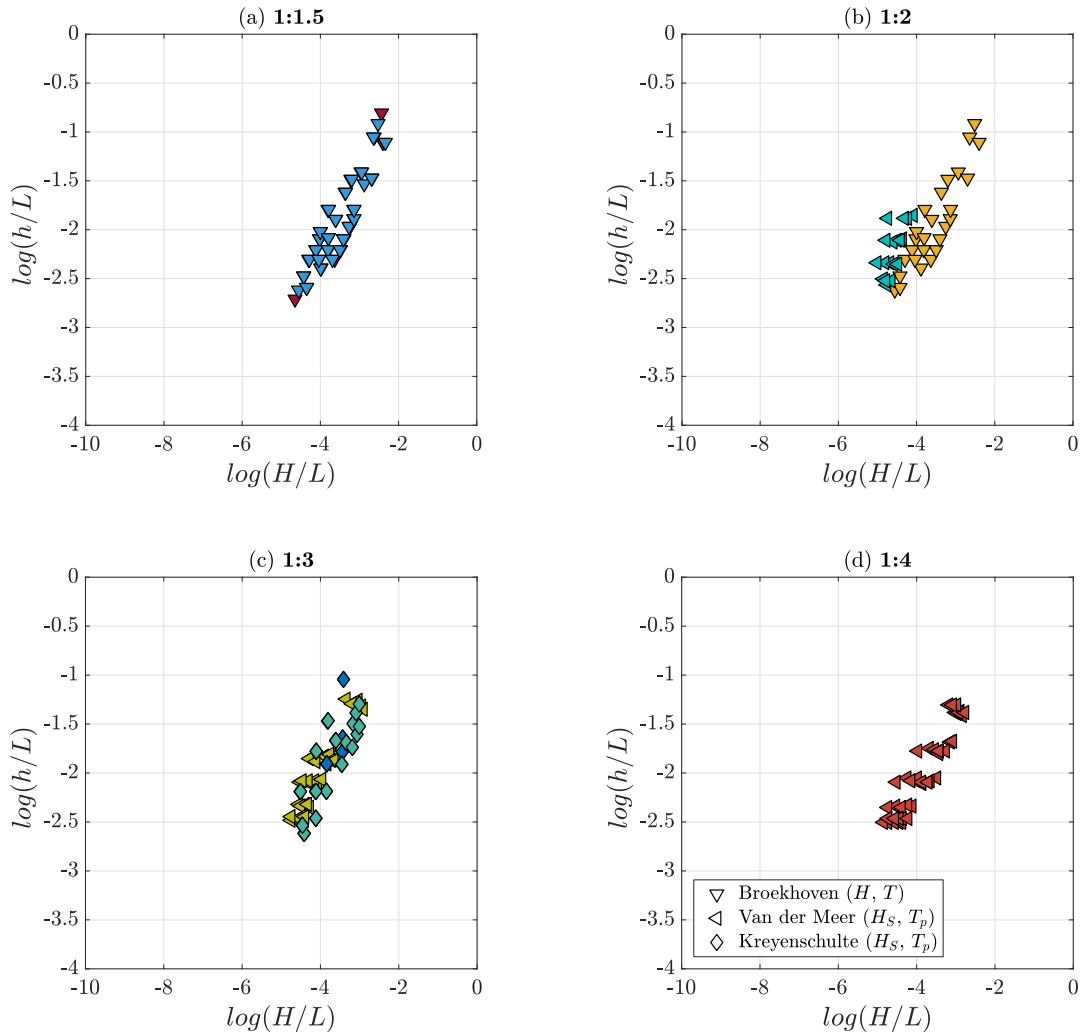 (a) 1:1.5
0
-0.5
-1
-1.5
-2
-2.5
-3
-3.5
-4
log(h/L)
-10 -8 -6 -4 -2 0
log(H/L)
(b) 1:2
0
-0.5
-1
-1.5
-2
-2.5
-3
-3.5
-4
log(h/L)
-10 -8 -6 -4 -2 0
log(H/L)
(c) 1:3
0
-0.5
-1
-1.5
-2
-2.5
-3
-3.5
-4
log(h/L)
-10 -8 -6 -4 -2 0
log(H/L)
(d) 1:4
0
-0.5
-1
-1.5
-2
-2.5
-3
-3.5
-4
log(h/L)
Broekhoven (H, T)
Van der Meer (H_S, T_p)
Kreyenschulte (H_S, T_p)
-10 -8 -6 -4 -2 0
log(H/L)